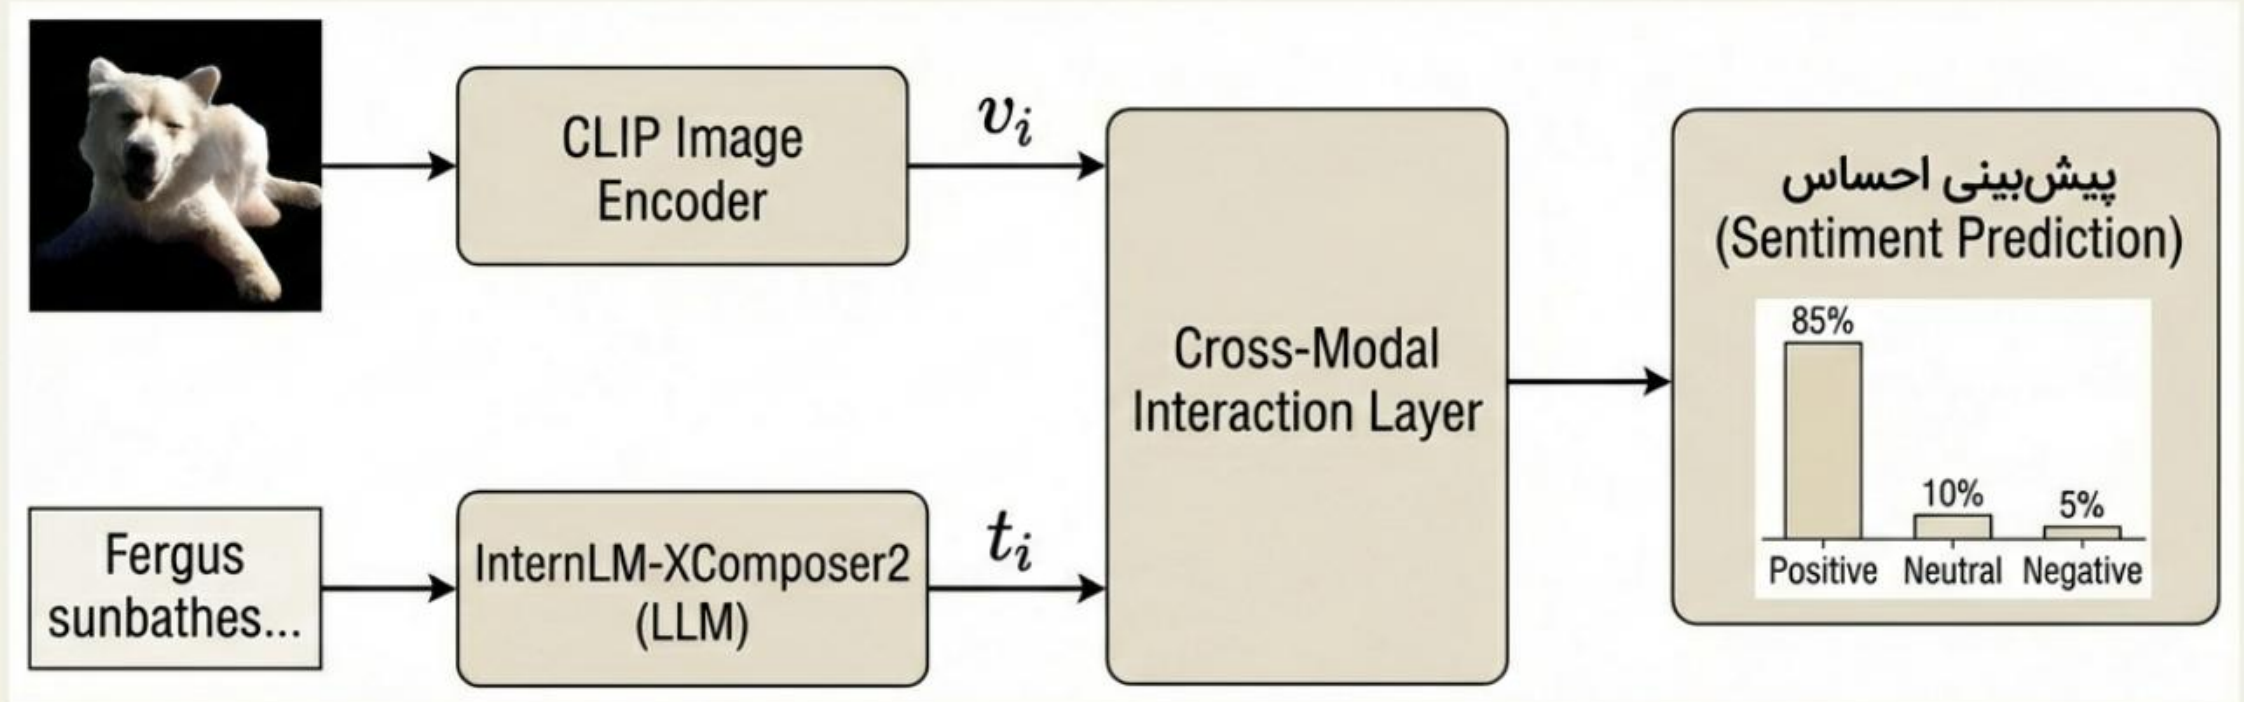 CLIP Image
Encoder
v_i
Fergus
sunbathes...
InternLM-XComposer2
(LLM)
t_i
Cross-Modal
Interaction Layer
پیش‌بینی احساس
(Sentiment Prediction)
85%
10%
5%
Positive Neutral Negative